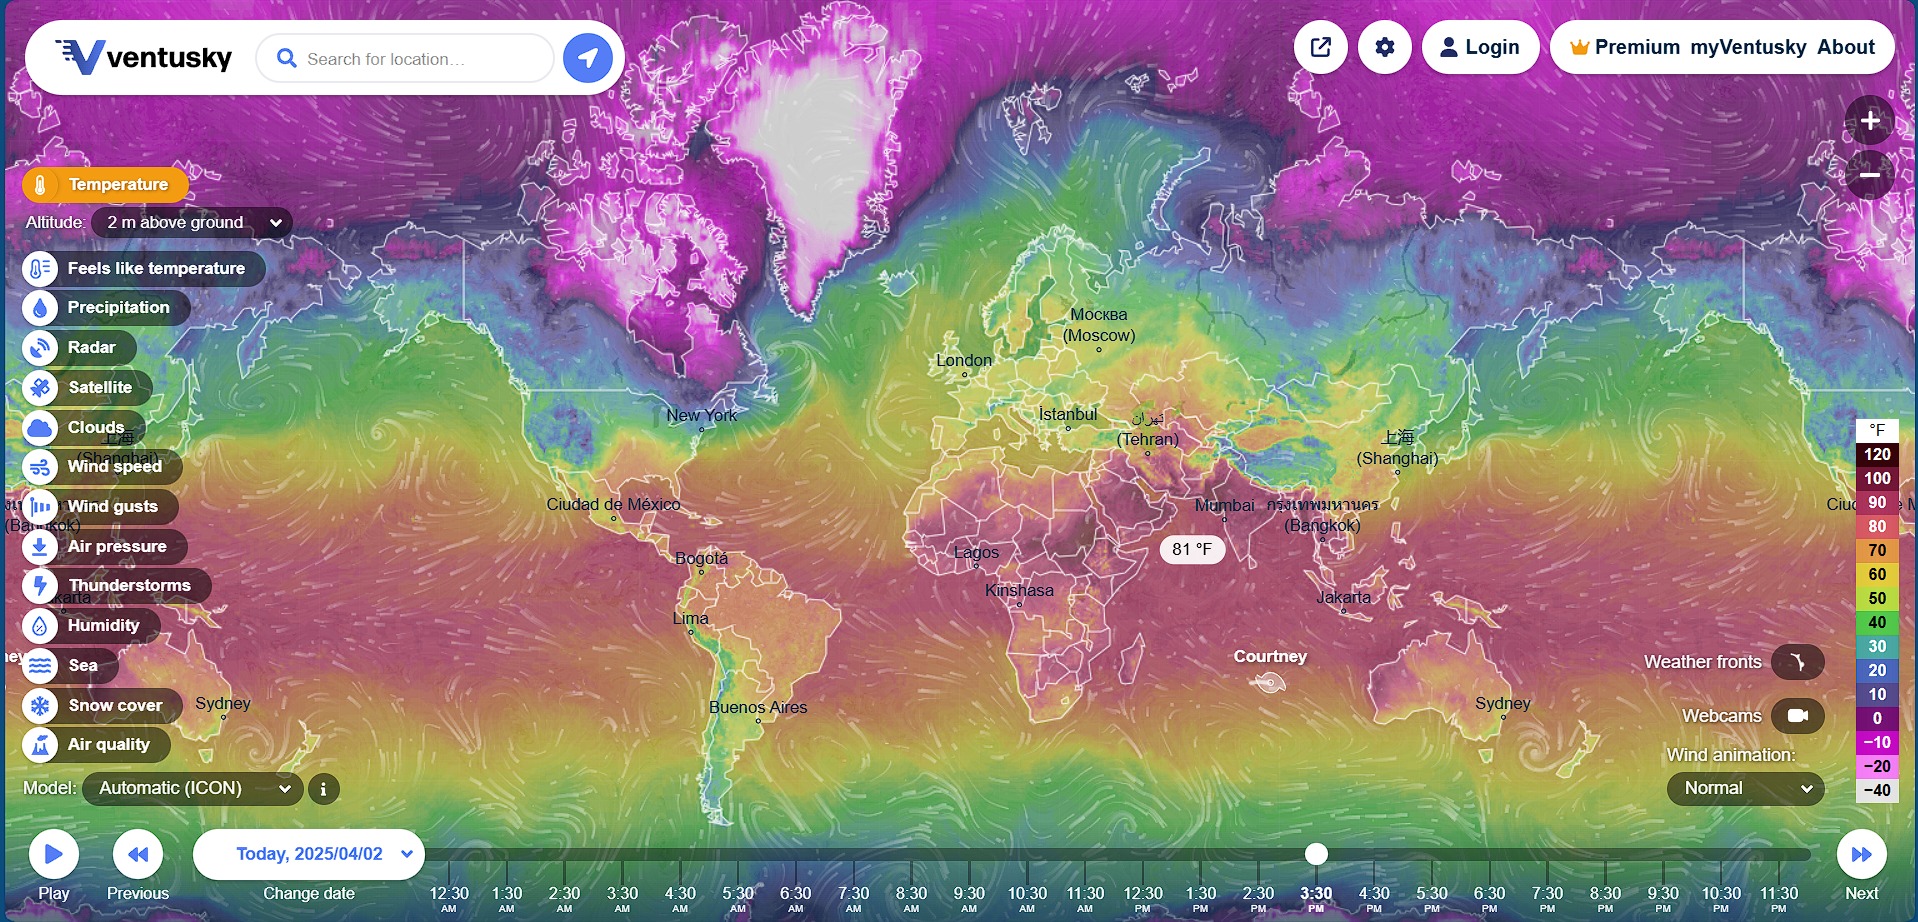 ventusky
Search for location…
Login
Premium myVentusky About
Temperature
Altitude: 2 m above ground
Feels like temperature
Precipitation
Radar
Satellite
Clouds
Wind speed
Wind gusts
Air pressure
Thunderstorms
Humidity
Sea
Snow cover
Air quality
Model: Automatic (ICON)
i
上海
(Shanghai)
(Bangkok)
Sydney
Москва
(Moscow)
London
New York
İstanbul
تهران
(Tehran)
上海
(Shanghai)
Ciudad de México
Mumbai
กรุงเทพมหานคร
(Bangkok)
81 °F
Bogotá
Lagos
Kinshasa
Jakarta
Lima
Courtney
Buenos Aires
Sydney
°F
120
100
90
80
70
60
50
40
30
20
10
0
−10
−20
−40
Weather fronts
Webcams
Wind animation:
Normal
Play
Previous
Today, 2025/04/02
Change date
12:30 AM
1:30 AM
2:30 AM
3:30 AM
4:30 AM
5:30 AM
6:30 AM
7:30 AM
8:30 AM
9:30 AM
10:30 AM
11:30 AM
12:30 PM
1:30 PM
2:30 PM
3:30 PM
4:30 PM
5:30 PM
6:30 PM
7:30 PM
8:30 PM
9:30 PM
10:30 PM
11:30 PM
Next